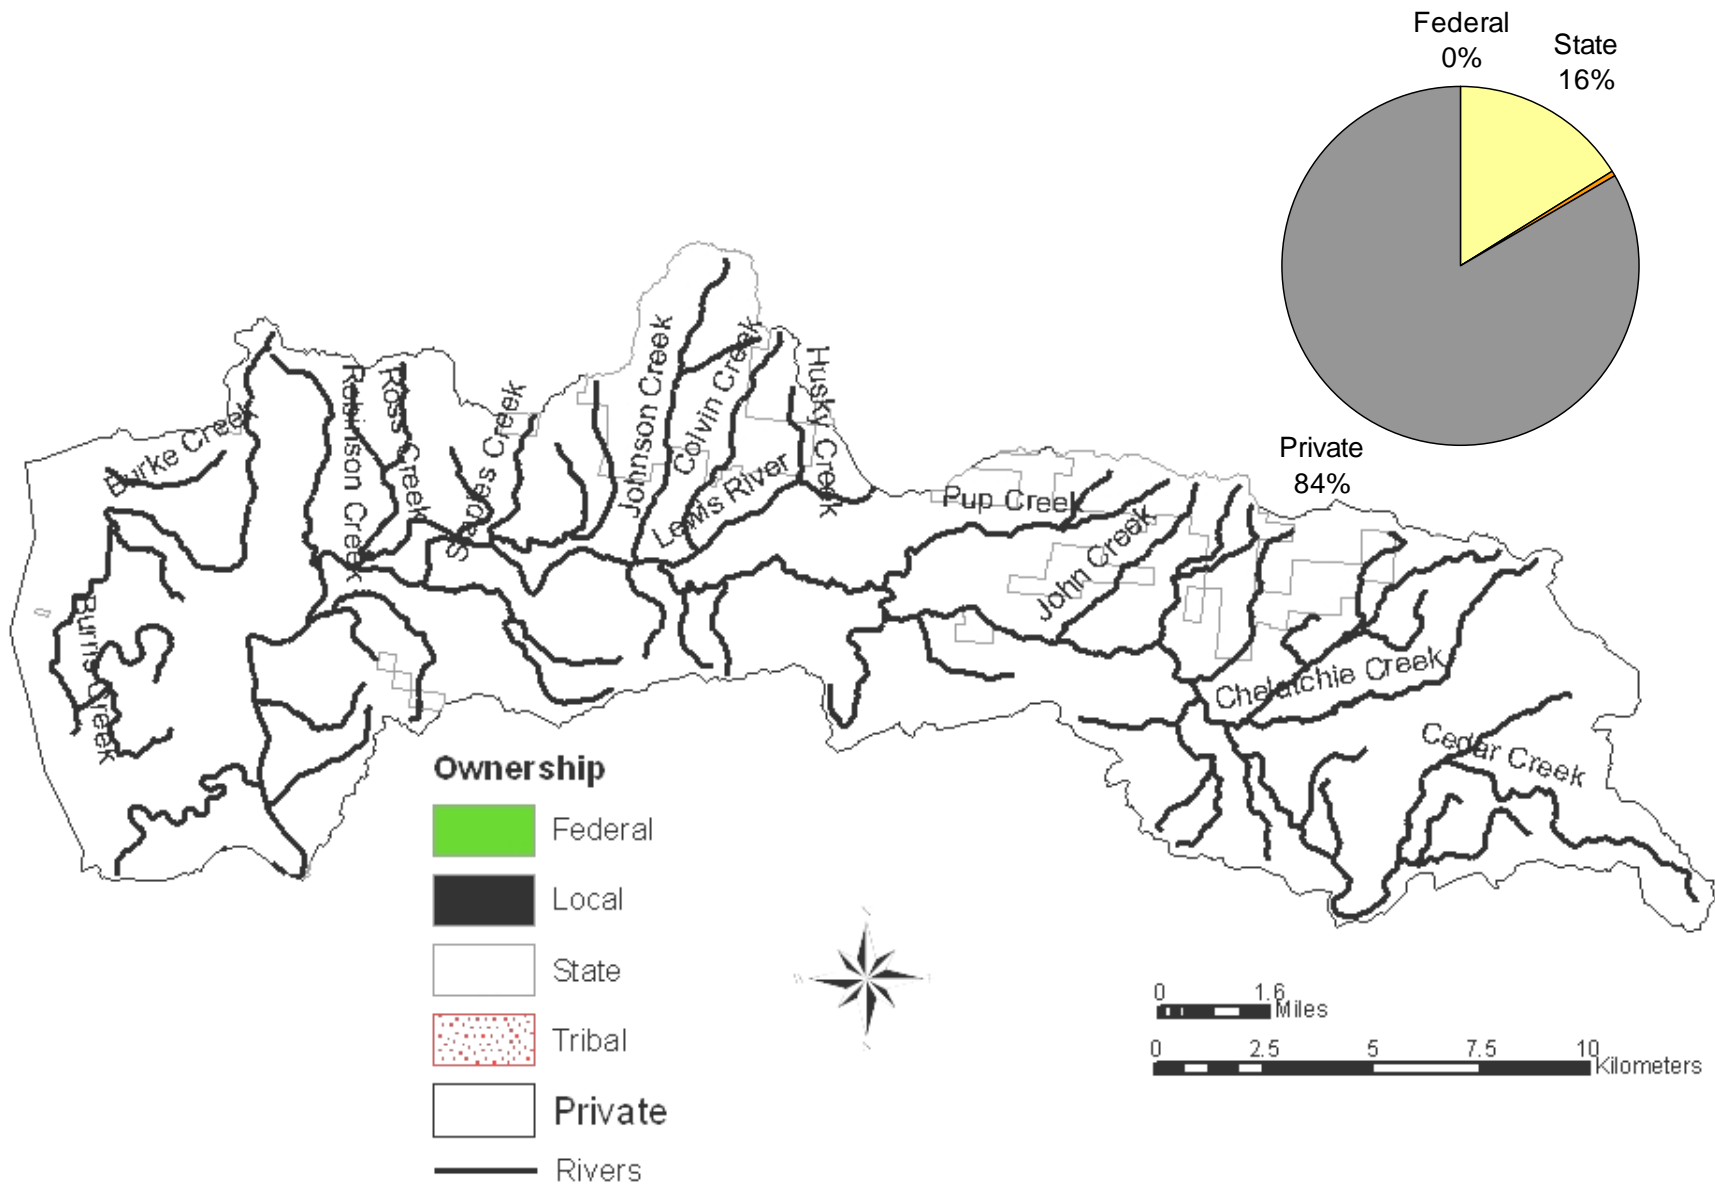 Federal
0%
State
16%
Private
84%
Burke Creek
Robinson Creek
Ross Creek
Staples Creek
Johnson Creek
Colvin Creek
Husky Creek
Lewis River
Pup Creek
John Creek
Chelatchie Creek
Cedar Creek
Burris Creek
Ownership
Federal
Local
State
Tribal
Private
Rivers
0 1.6
Miles
0 2.5 5 7.5 10
Kilometers